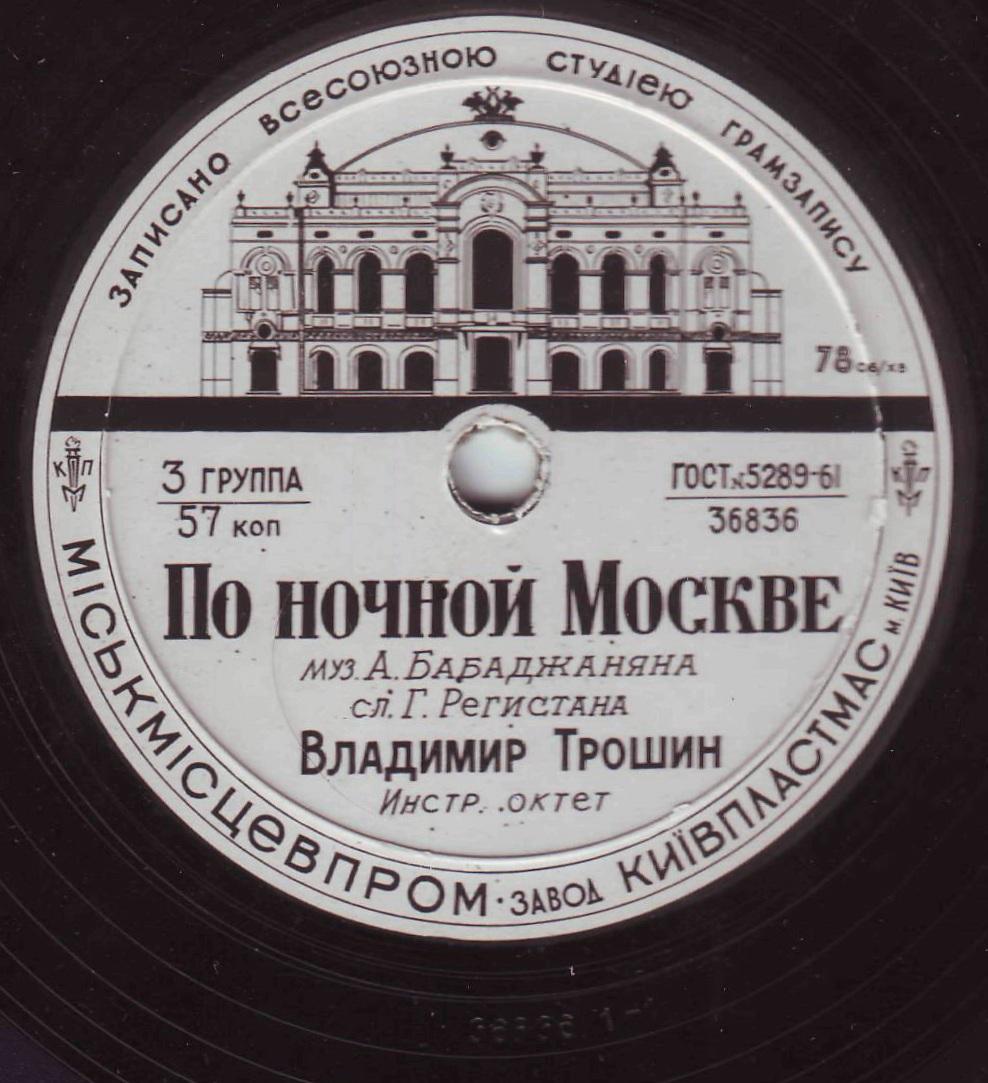 Записано Всесоюзною студією грамзапису
78 об/хв
К П
К П
3 группа
57 коп
ГОСТ № 5289-61
36836
По ночной Москве
муз. А. Бабаджаняна
сл. Г. Регистана
Владимир Трошин
Инстр. октет
Міськмісцевпром · завод Київпластмас м. Київ